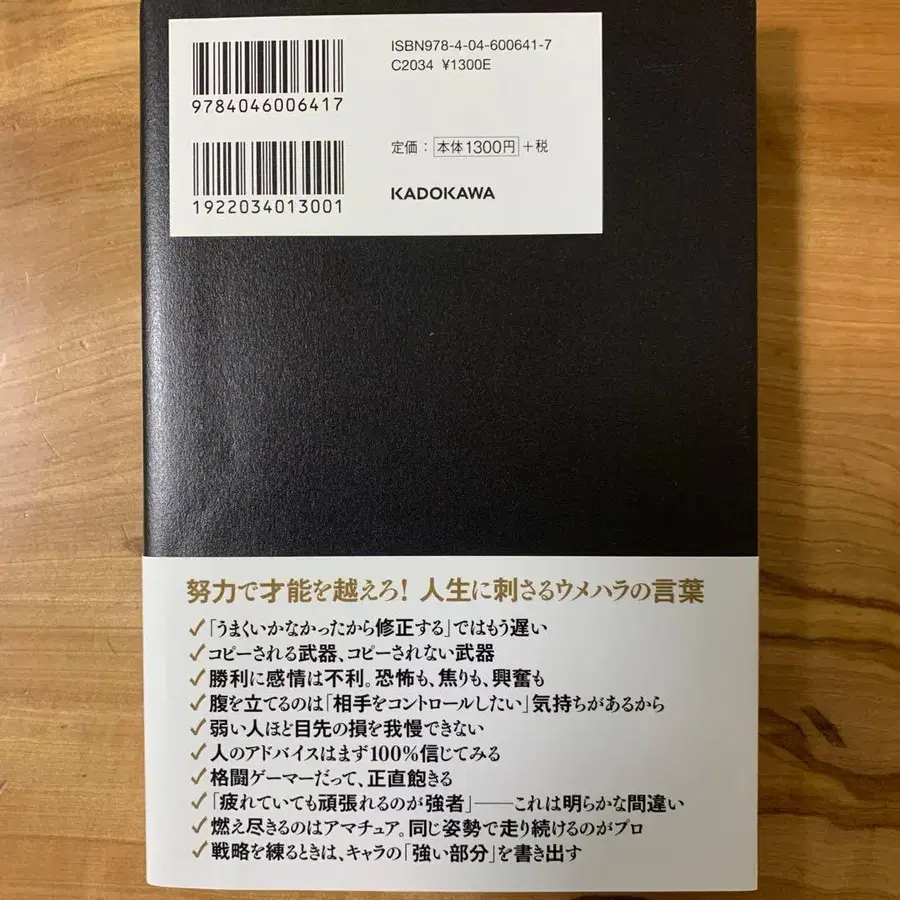 ISBN978-4-04-600641-7
C2034 ¥1300E
9784046006417
定価：本体1300円+税
1922034013001
KADOKAWA
努力で才能を越えろ！人生に刺さるウメハラの言葉
✓「うまくいかなかったから修正する」ではもう遅い
✓コピーされる武器、コピーされない武器
✓勝利に感情は不利。恐怖も、焦りも、興奮も
✓腹を立てるのは「相手をコントロールしたい」気持ちがあるから
✓弱い人ほど目先の損を我慢できない
✓人のアドバイスはまず100%信じてみる
✓格闘ゲーマーだって、正直飽きる
✓「疲れていても頑張れるのが強者」──これは明らかな間違い
✓燃え尽きるのはアマチュア。同じ姿勢で走り続けるのがプロ
✓戦略を練るときは、キャラの「強い部分」を書き出す